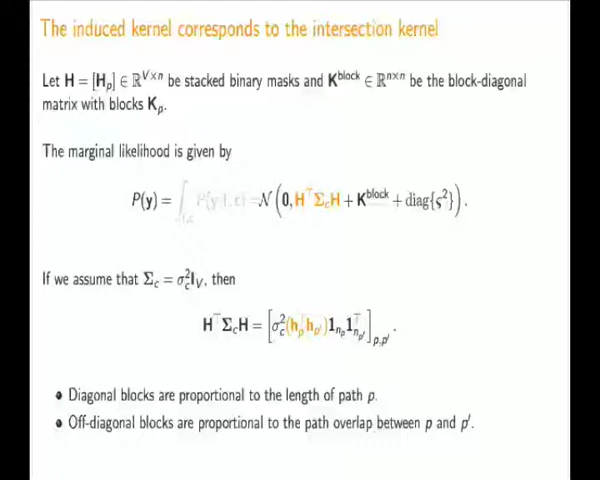 The induced kernel corresponds to the intersection kernel
Let H = [H_p] ∈ ℝ^{V×n} be stacked binary masks and K^{block} ∈ ℝ^{n×n} be the block-diagonal
matrix with blocks K_p.
The marginal likelihood is given by
P(y) = ∫ = 𝒩(0, H^⊤Σ_cH + K^{block} + diag{ς²}).
If we assume that Σ_c = σ_c²I_V, then
H^⊤Σ_cH = [σ_c²(h_p^⊤h_{p′})1_{n_p}1_{n_{p′}}^⊤]_{p,p′}.
• Diagonal blocks are proportional to the length of path p.
• Off-diagonal blocks are proportional to the path overlap between p and p′.